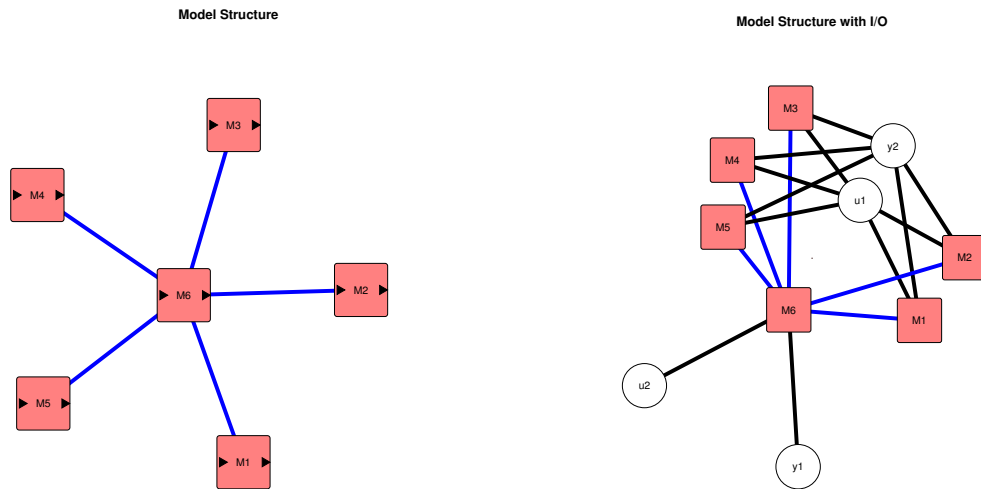 Model Structure
M3
M4
M6
M2
M5
M1
Model Structure with I/O
M3
y2
M4
u1
M5
M2
M6
M1
u2
y1